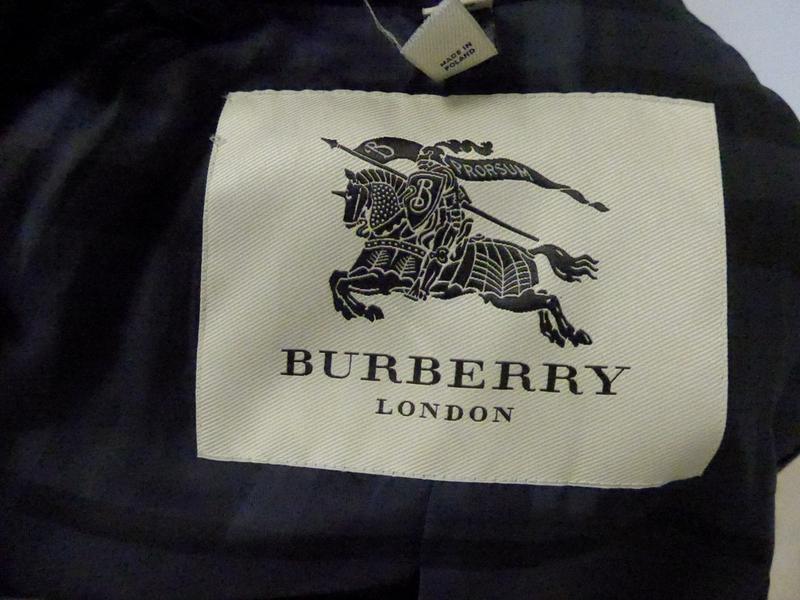 MADE IN
POLAND
B
PRORSUM
B
BURBERRY
LONDON